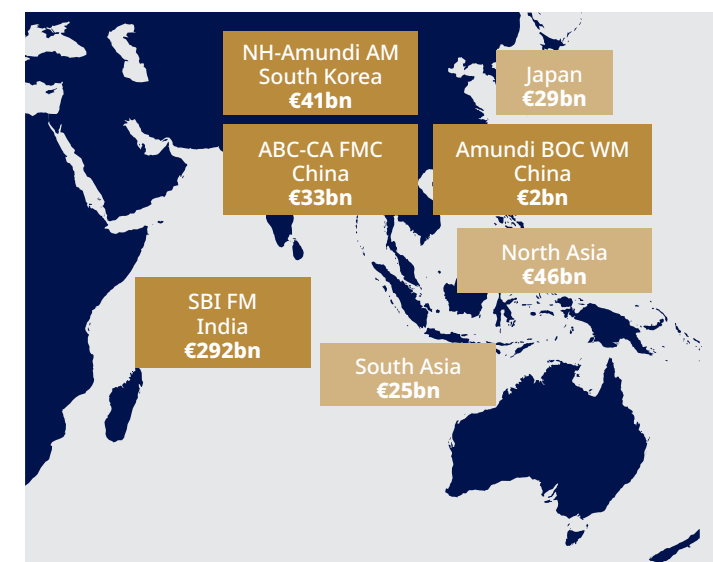 NH-Amundi AM
South Korea
€41bn
Japan
€29bn
ABC-CA FMC
China
€33bn
Amundi BOC WM
China
€2bn
North Asia
€46bn
SBI FM
India
€292bn
South Asia
€25bn